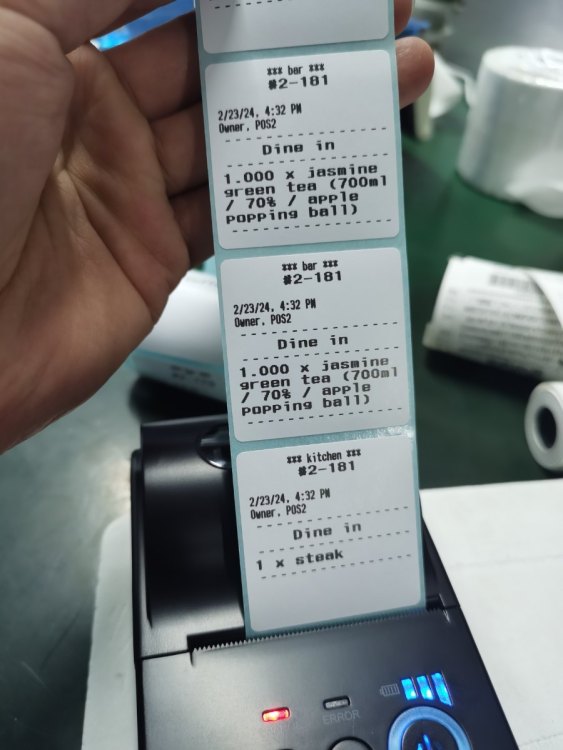 *** bar ***
#2-181
2/23/24, 4:32 PM
Owner, POS2
Dine in
1.000 x jasmine
green tea (700ml
/ 70% / apple
popping ball)
*** bar ***
#2-181
2/23/24, 4:32 PM
Owner, POS2
Dine in
1.000 x jasmine
green tea (700ml
/ 70% / apple
popping ball)
*** kitchen ***
#2-181
2/23/24, 4:32 PM
Owner, POS2
Dine in
1 x steak
ERROR